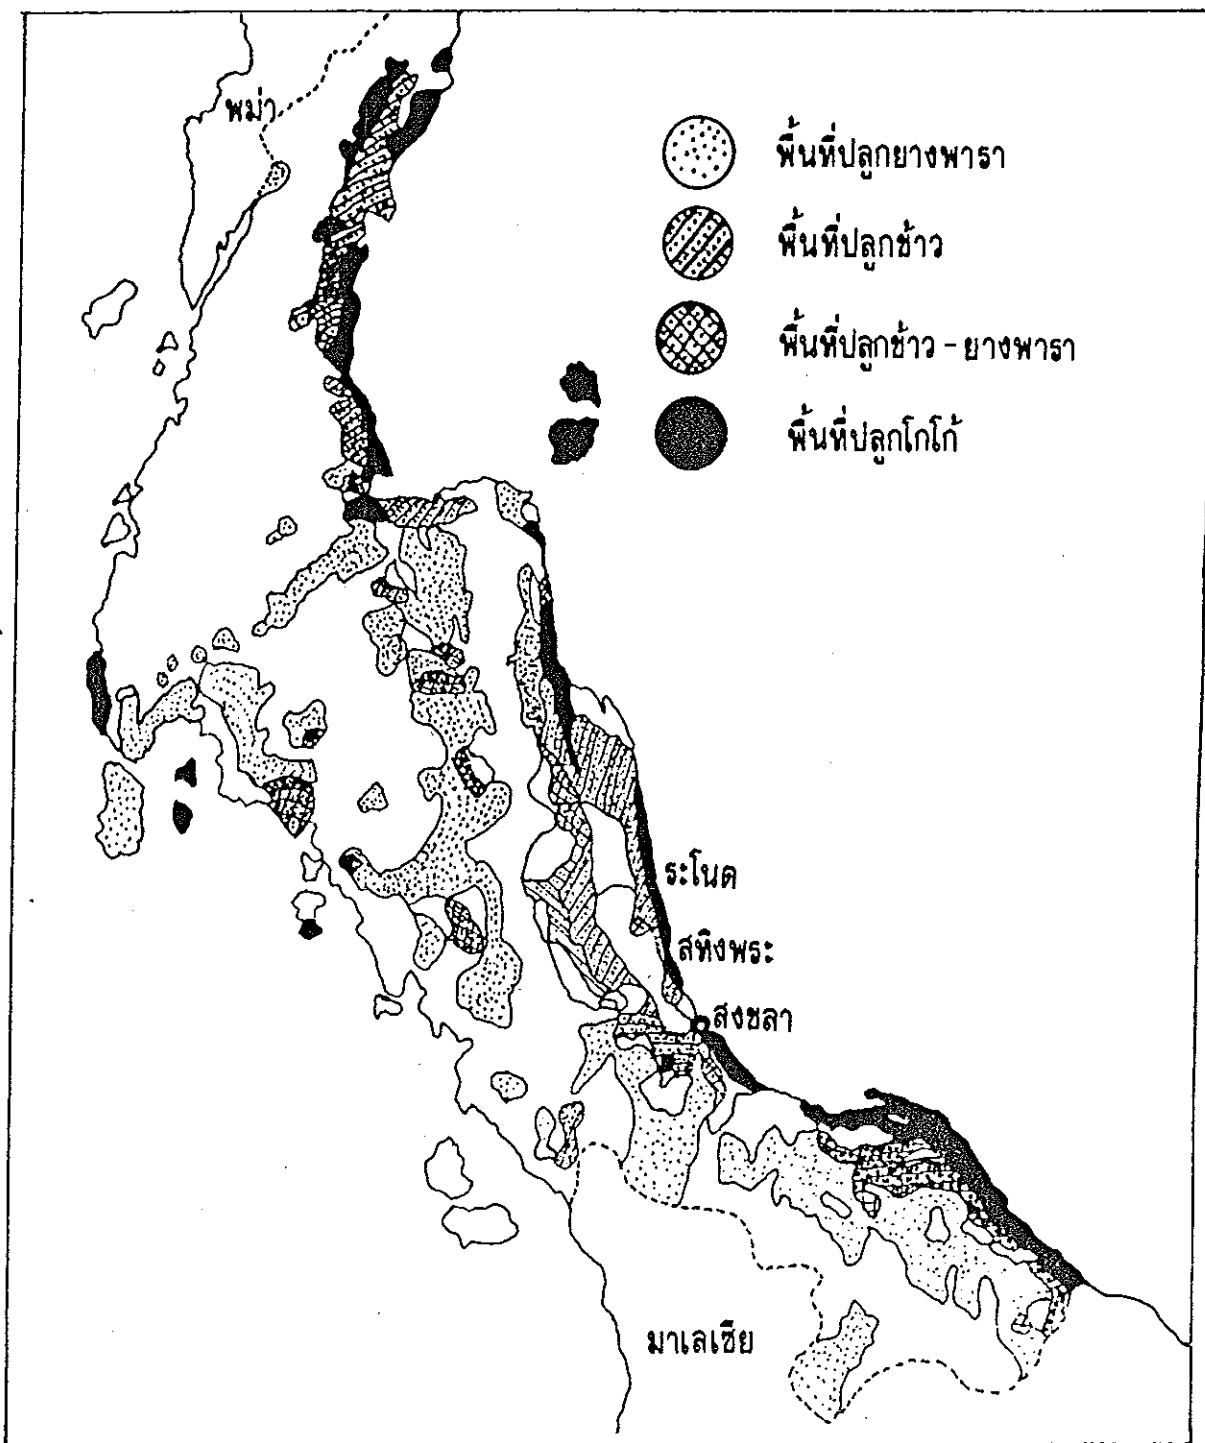 พม่า
พื้นที่ปลูกยางพารา
พื้นที่ปลูกข้าว
พื้นที่ปลูกข้าว - ยางพารา
พื้นที่ปลูกโกโก้
ระโนด
สทิงพระ
สงขลา
มาเลเซีย